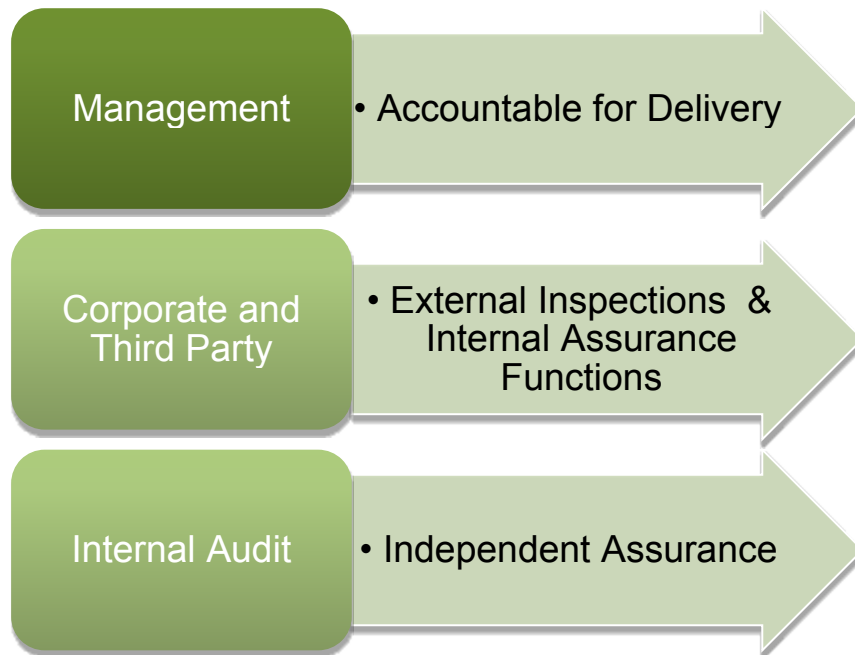 Management
• Accountable for Delivery
Corporate and
Third Party
• External Inspections &
Internal Assurance
Functions
Internal Audit
• Independent Assurance